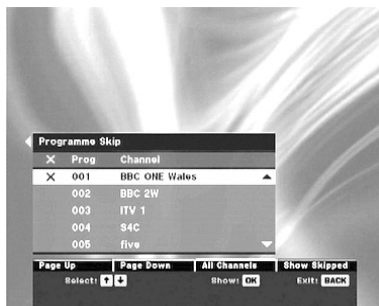 Programme Skip
X Prog Channel
X 001 BBC ONE Wales
002 BBC 2W
003 ITV 1
004 S4C
005 five
Page Up Page Down All Channels Show Skipped
Select: Show: OK Exit: BACK